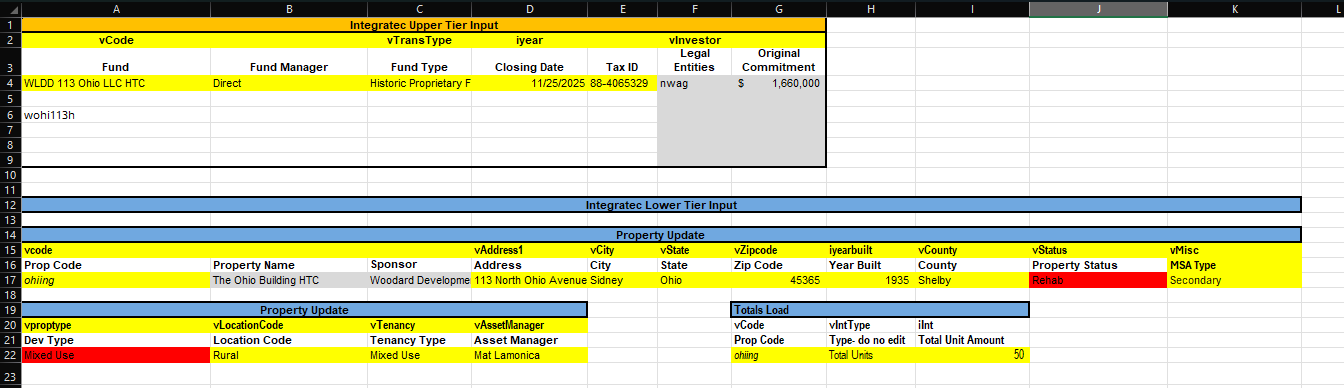 A B C D E F G H I J K L
1 Integratec Upper Tier Input
2 vCode vTransType iyear vInvestor
Legal Original
3 Fund Fund Manager Fund Type Closing Date Tax ID Entities Commitment
4 WLDD 113 Ohio LLC HTC Direct Historic Proprietary F 11/25/2025 88-4065329 nwag $ 1,660,000
5
6 wohi113h
7
8
9
10
11
12 Integratec Lower Tier Input
13
14 Property Update
15 vcode vAddress1 vCity vState vZipcode iyearbuilt vCounty vStatus vMisc
16 Prop Code Property Name Sponsor Address City State Zip Code Year Built County Property Status MSA Type
17 ohiing The Ohio Building HTC Woodard Developme 113 North Ohio Avenue Sidney Ohio 45365 1935 Shelby Rehab Secondary
18
19 Property Update Totals Load
20 vproptype vLocationCode vTenancy vAssetManager vCode vIntType iInt
21 Dev Type Location Code Tenancy Type Asset Manager Prop Code Type- do no edit Total Unit Amount
22 Mixed Use Rural Mixed Use Mat Lamonica ohiing Total Units 50
23